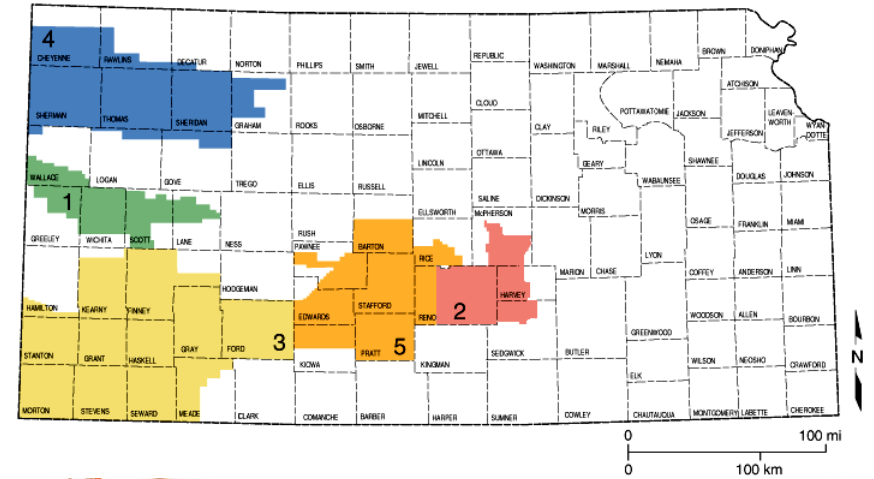 4
CHEYENNE
RAWLINS
DECATUR
NORTON
PHILLIPS
SMITH
JEWELL
REPUBLIC
WASHINGTON
MARSHALL
NEMAHA
BROWN
DONIPHAN
SHERMAN
THOMAS
SHERIDAN
GRAHAM
ROOKS
OSBORNE
MITCHELL
CLOUD
CLAY
RILEY
POTTAWATOMIE
JACKSON
ATCHISON
JEFFERSON
LEAVEN-
WORTH
WYAN-
DOTTE
WALLACE
LOGAN
GOVE
TREGO
ELLIS
RUSSELL
LINCOLN
OTTAWA
GEARY
WABAUNSEE
SHAWNEE
DOUGLAS
JOHNSON
1
GREELEY
WICHITA
SCOTT
LANE
NESS
RUSH
PAWNEE
BARTON
ELLSWORTH
RICE
SALINE
McPHERSON
DICKINSON
MORRIS
MARION
CHASE
LYON
OSAGE
FRANKLIN
MIAMI
COFFEY
ANDERSON
LINN
HAMILTON
KEARNY
FINNEY
HODGEMAN
GRAY
FORD
3
EDWARDS
STAFFORD
RENO
2
HARVEY
5
PRATT
STANTON
GRANT
HASKELL
KIOWA
KINGMAN
SEDGWICK
BUTLER
GREENWOOD
WOODSON
ALLEN
BOURBON
ELK
WILSON
NEOSHO
CRAWFORD
MORTON
STEVENS
SEWARD
MEADE
CLARK
COMANCHE
BARBER
HARPER
SUMNER
COWLEY
CHAUTAUQUA
MONTGOMERY
LABETTE
CHEROKEE
N
0 100 mi
0 100 km